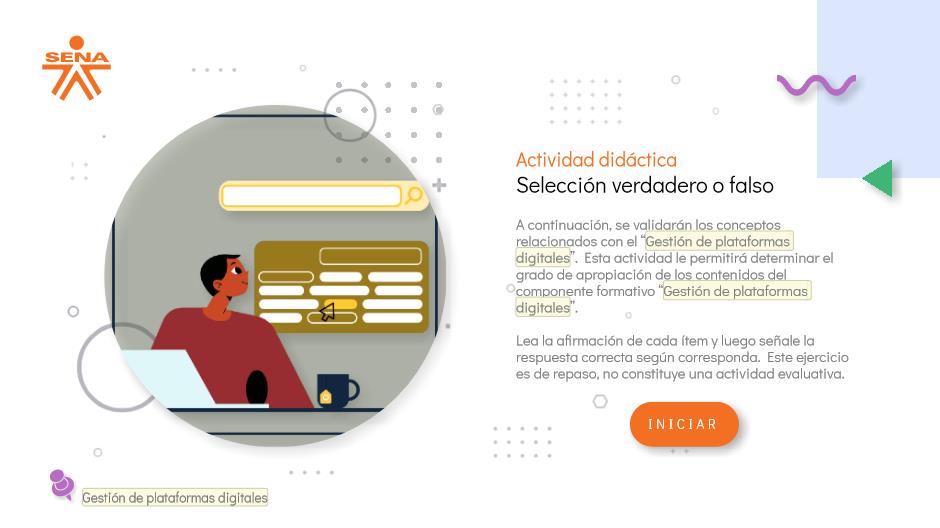 SENA
Actividad didáctica
Selección verdadero o falso
A continuación, se validarán los conceptos
relacionados con el “Gestión de plataformas
digitales”. Esta actividad le permitirá determinar el
grado de apropiación de los contenidos del
componente formativo “Gestión de plataformas
digitales”.
Lea la afirmación de cada ítem y luego señale la
respuesta correcta según corresponda. Este ejercicio
es de repaso, no constituye una actividad evaluativa.
INICIAR
Gestión de plataformas digitales